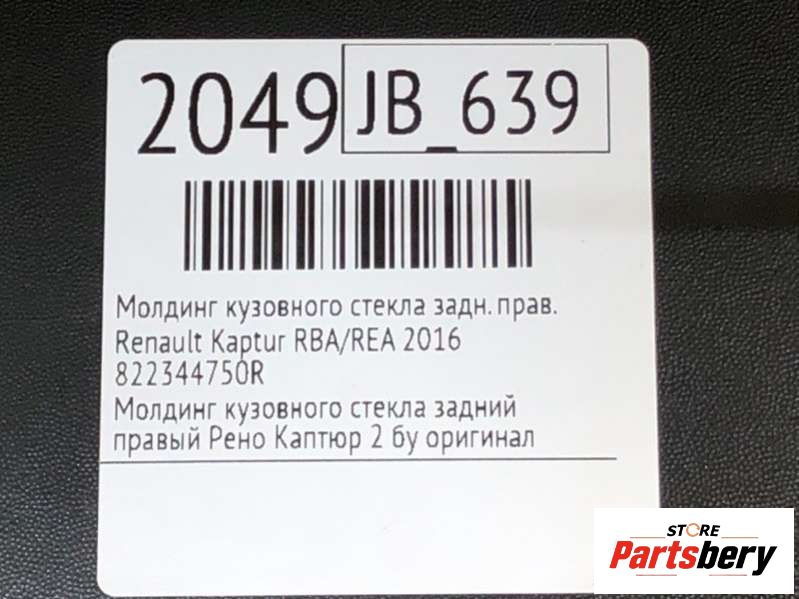 2049 JB_639
Молдинг кузовного стекла задн. прав.
Renault Kaptur RBA/REA 2016
822344750R
Молдинг кузовного стекла задний
правый Рено Каптюр 2 бу оригинал
STORE
Partsbery